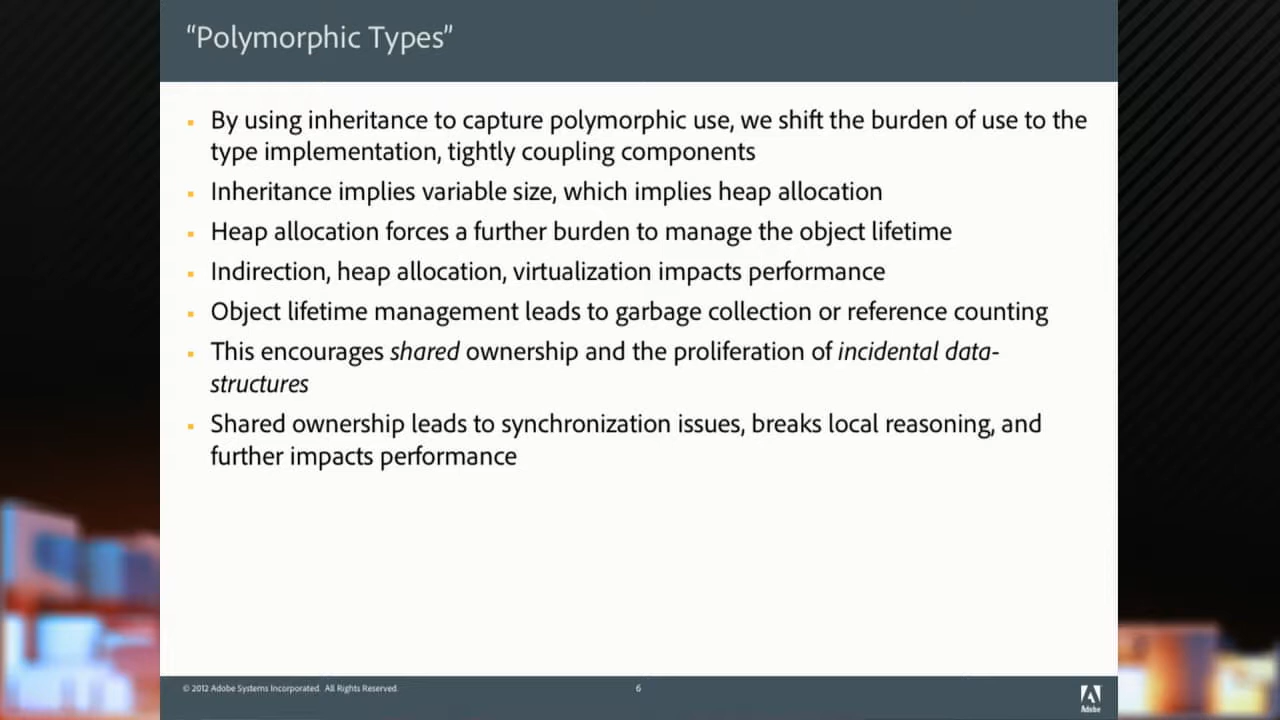 “Polymorphic Types”
▪ By using inheritance to capture polymorphic use, we shift the burden of use to the
type implementation, tightly coupling components
▪ Inheritance implies variable size, which implies heap allocation
▪ Heap allocation forces a further burden to manage the object lifetime
▪ Indirection, heap allocation, virtualization impacts performance
▪ Object lifetime management leads to garbage collection or reference counting
▪ This encourages shared ownership and the proliferation of incidental data-
structures
▪ Shared ownership leads to synchronization issues, breaks local reasoning, and
further impacts performance
© 2012 Adobe Systems Incorporated. All Rights Reserved.
6
Adobe